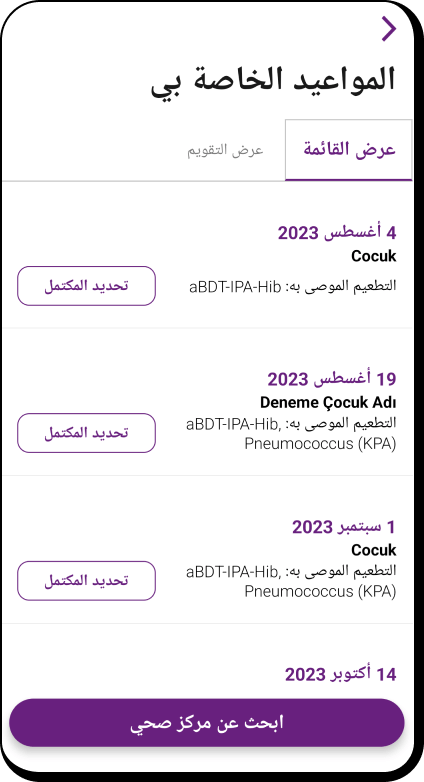 المواعيد الخاصة بي
عرض القائمة
عرض التقويم
4 أغسطس 2023
Cocuk
التطعيم الموصى به: aBDT-IPA-Hib
تحديد المكتمل
19 أغسطس 2023
Deneme Çocuk Adı
التطعيم الموصى به: aBDT-IPA-Hib,
Pneumococcus (KPA)
تحديد المكتمل
1 سبتمبر 2023
Cocuk
التطعيم الموصى به: aBDT-IPA-Hib,
Pneumococcus (KPA)
تحديد المكتمل
14 أكتوبر 2023
ابحث عن مركز صحي